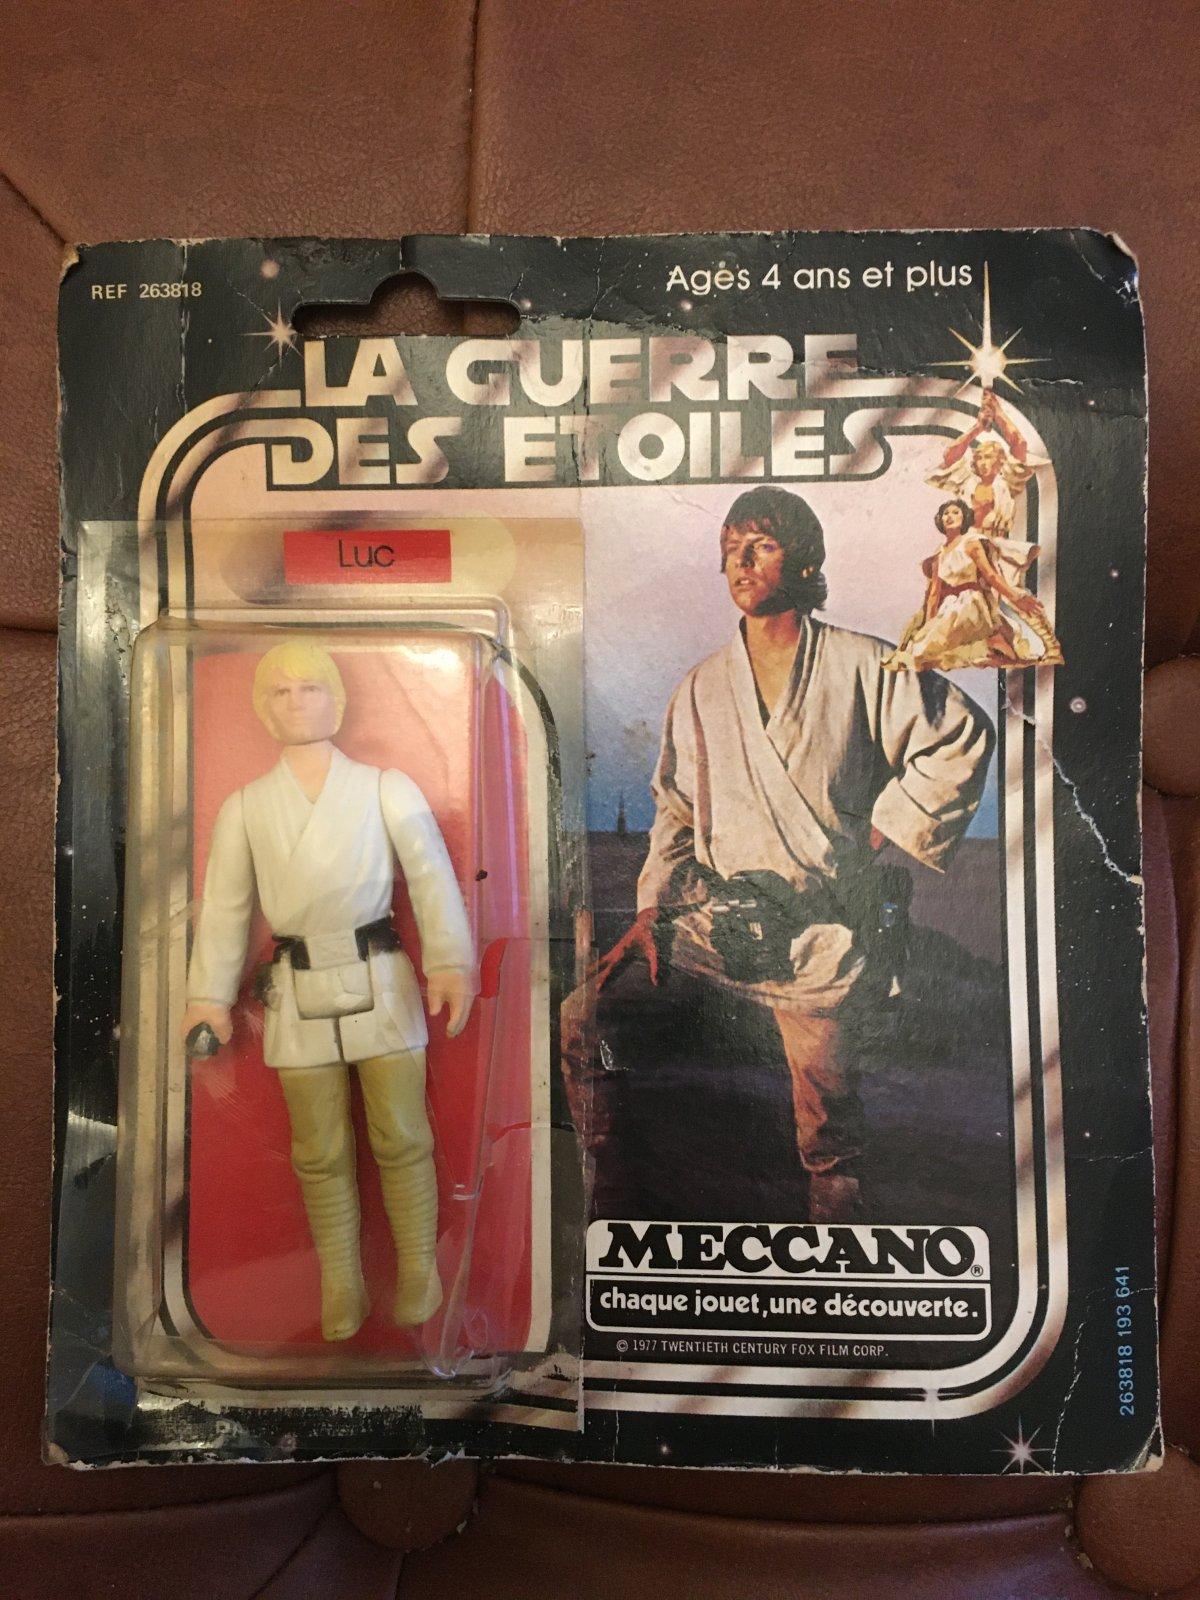 REF 263818
Ages 4 ans et plus
LA GUERRE
DES ETOILES
Luc
MECCANO®
chaque jouet, une découverte.
© 1977 TWENTIETH CENTURY FOX FILM CORP.
263818 193 641